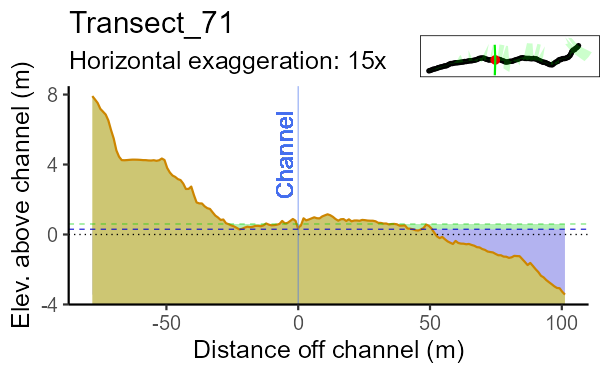 Transect_71
Horizontal exaggeration: 15x
Channel
Elev. above channel (m)
8
4
0
-4
-50
0
50
100
Distance off channel (m)